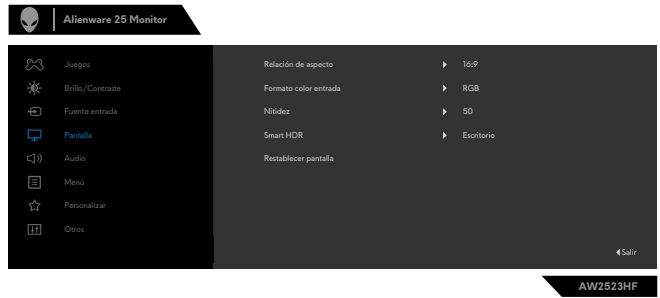 Alienware 25 Monitor
Juegos
Relación de aspecto 16:9
Brillo/Contraste
Formato color entrada RGB
Fuente entrada
Nitidez 50
Pantalla
Smart HDR Escritorio
Audio
Restablecer pantalla
Menú
Personalizar
Otros
Salir
AW2523HF